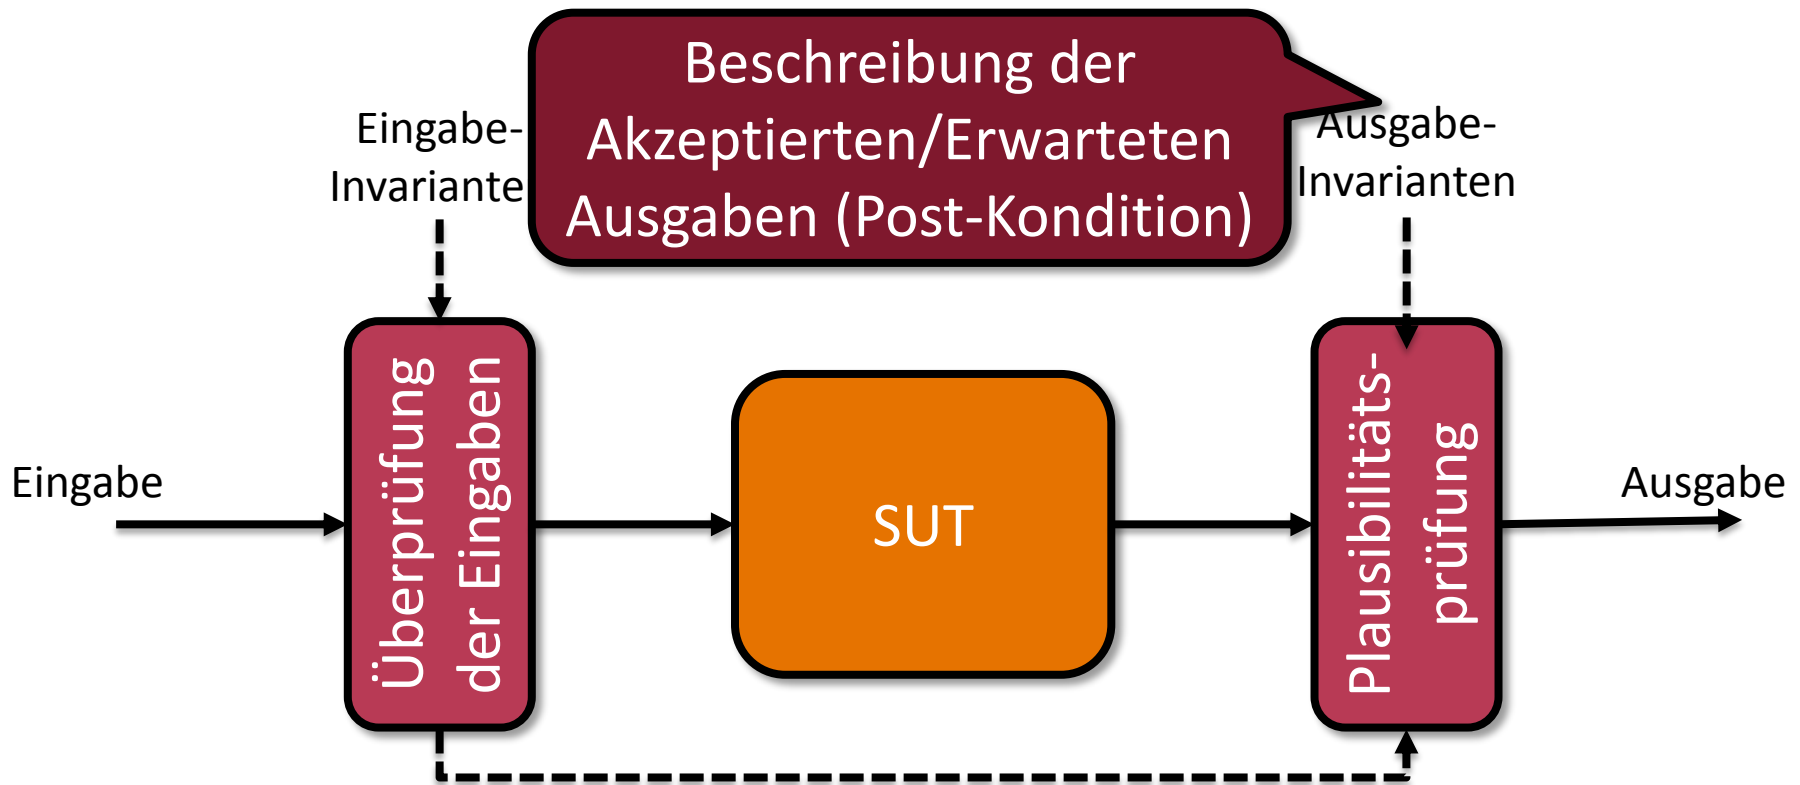 Beschreibung der
Akzeptierten/Erwarteten
Ausgaben (Post-Kondition)
Eingabe-
Invariante
Ausgabe-
Invarianten
Eingabe
Überprüfung
der Eingaben
SUT
Plausibilitäts-
prüfung
Ausgabe